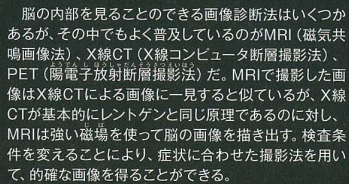 脳の内部を見ることのできる画像診断法はいくつか
あるが、その中でもよく普及しているのがMRI（磁気共
鳴画像法）、X線CT（X線コンピュータ断層撮影法）、
PET（陽電子放射断層撮影法）だ。MRIで撮影した画
像はX線CTによる画像に一見すると似ているが、X線
CTが基本的にレントゲンと同じ原理であるのに対し、
MRIは強い磁場を使って脳の画像を描き出す。検査条
件を変えることにより、症状に合わせた撮影法を用い
て、的確な画像を得ることができる。